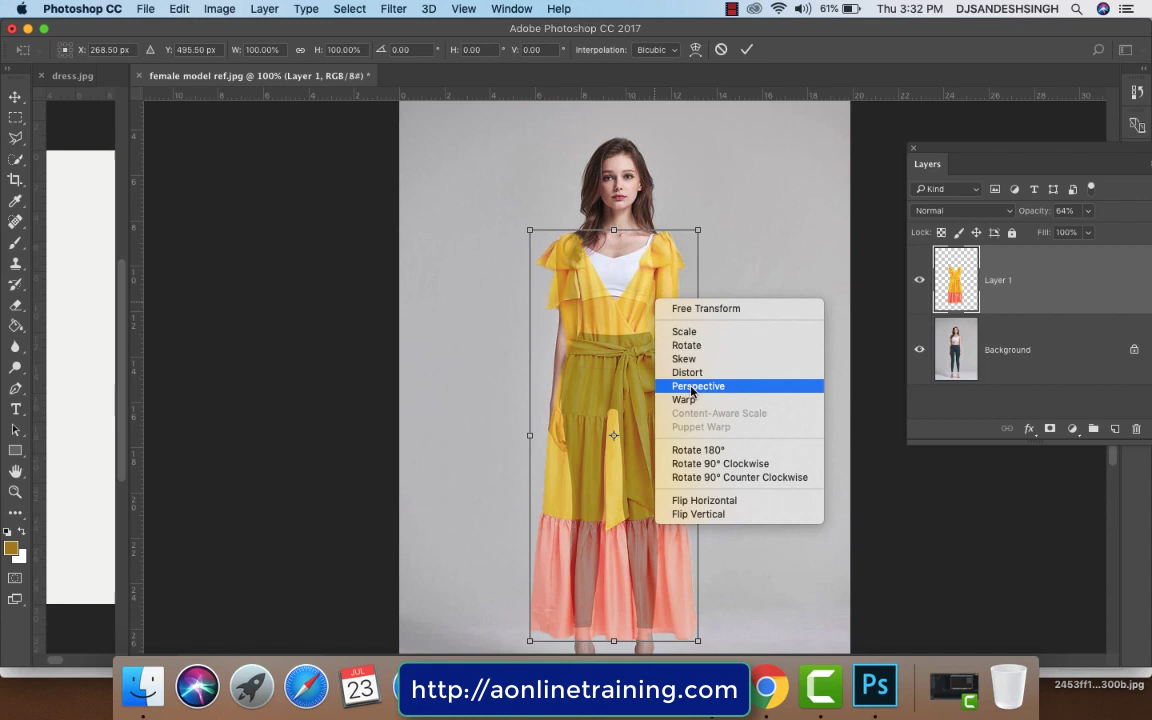 Photoshop CC File Edit Image Layer Type Select Filter 3D View Window Help 61% Thu 3:32 PM DJSANDESHSINGH
Adobe Photoshop CC 2017
X: 268.50 px Y: 495.50 px W: 100.00% H: 100.00% 0.00 ° H: 0.00 ° V: 0.00 ° Interpolation: Bicubic
dress.jpg female model ref.jpg @ 100% (Layer 1, RGB/8#) *
Layers
Kind
Normal Opacity: 64%
Lock: Fill: 100%
Layer 1
Background
Free Transform
Scale
Rotate
Skew
Distort
Perspective
Warp
Content-Aware Scale
Puppet Warp
Rotate 180°
Rotate 90° Clockwise
Rotate 90° Counter Clockwise
Flip Horizontal
Flip Vertical
JUL
23
http://aonlinetraining.com
Ps
2453ff1...300b.jpg